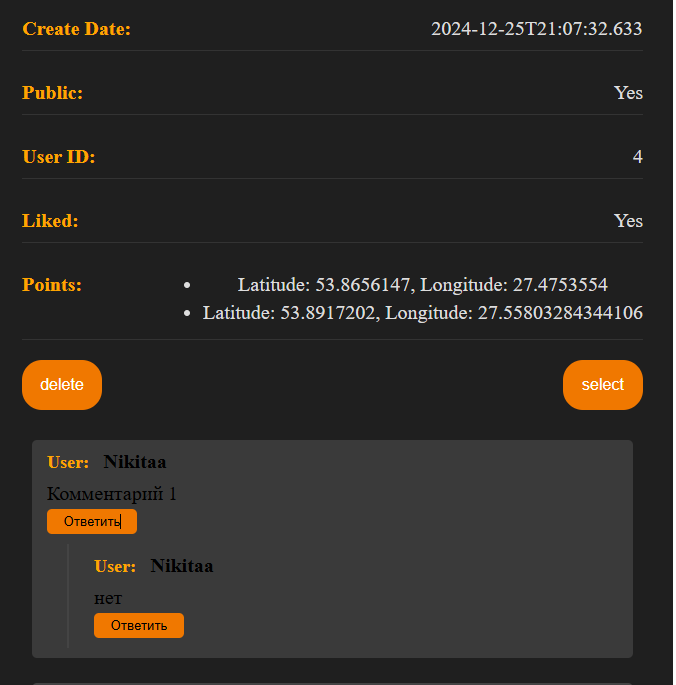 Create Date: 2024-12-25T21:07:32.633
Public: Yes
User ID: 4
Liked: Yes
Points: • Latitude: 53.8656147, Longitude: 27.4753554
• Latitude: 53.8917202, Longitude: 27.55803284344106
delete select
User: Nikitaa
Комментарий 1
Ответить
User: Nikitaa
нет
Ответить